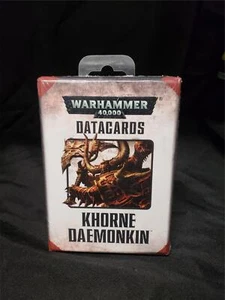 WARHAMMER
40,000
DATACARDS
KHORNE
DAEMONKIN